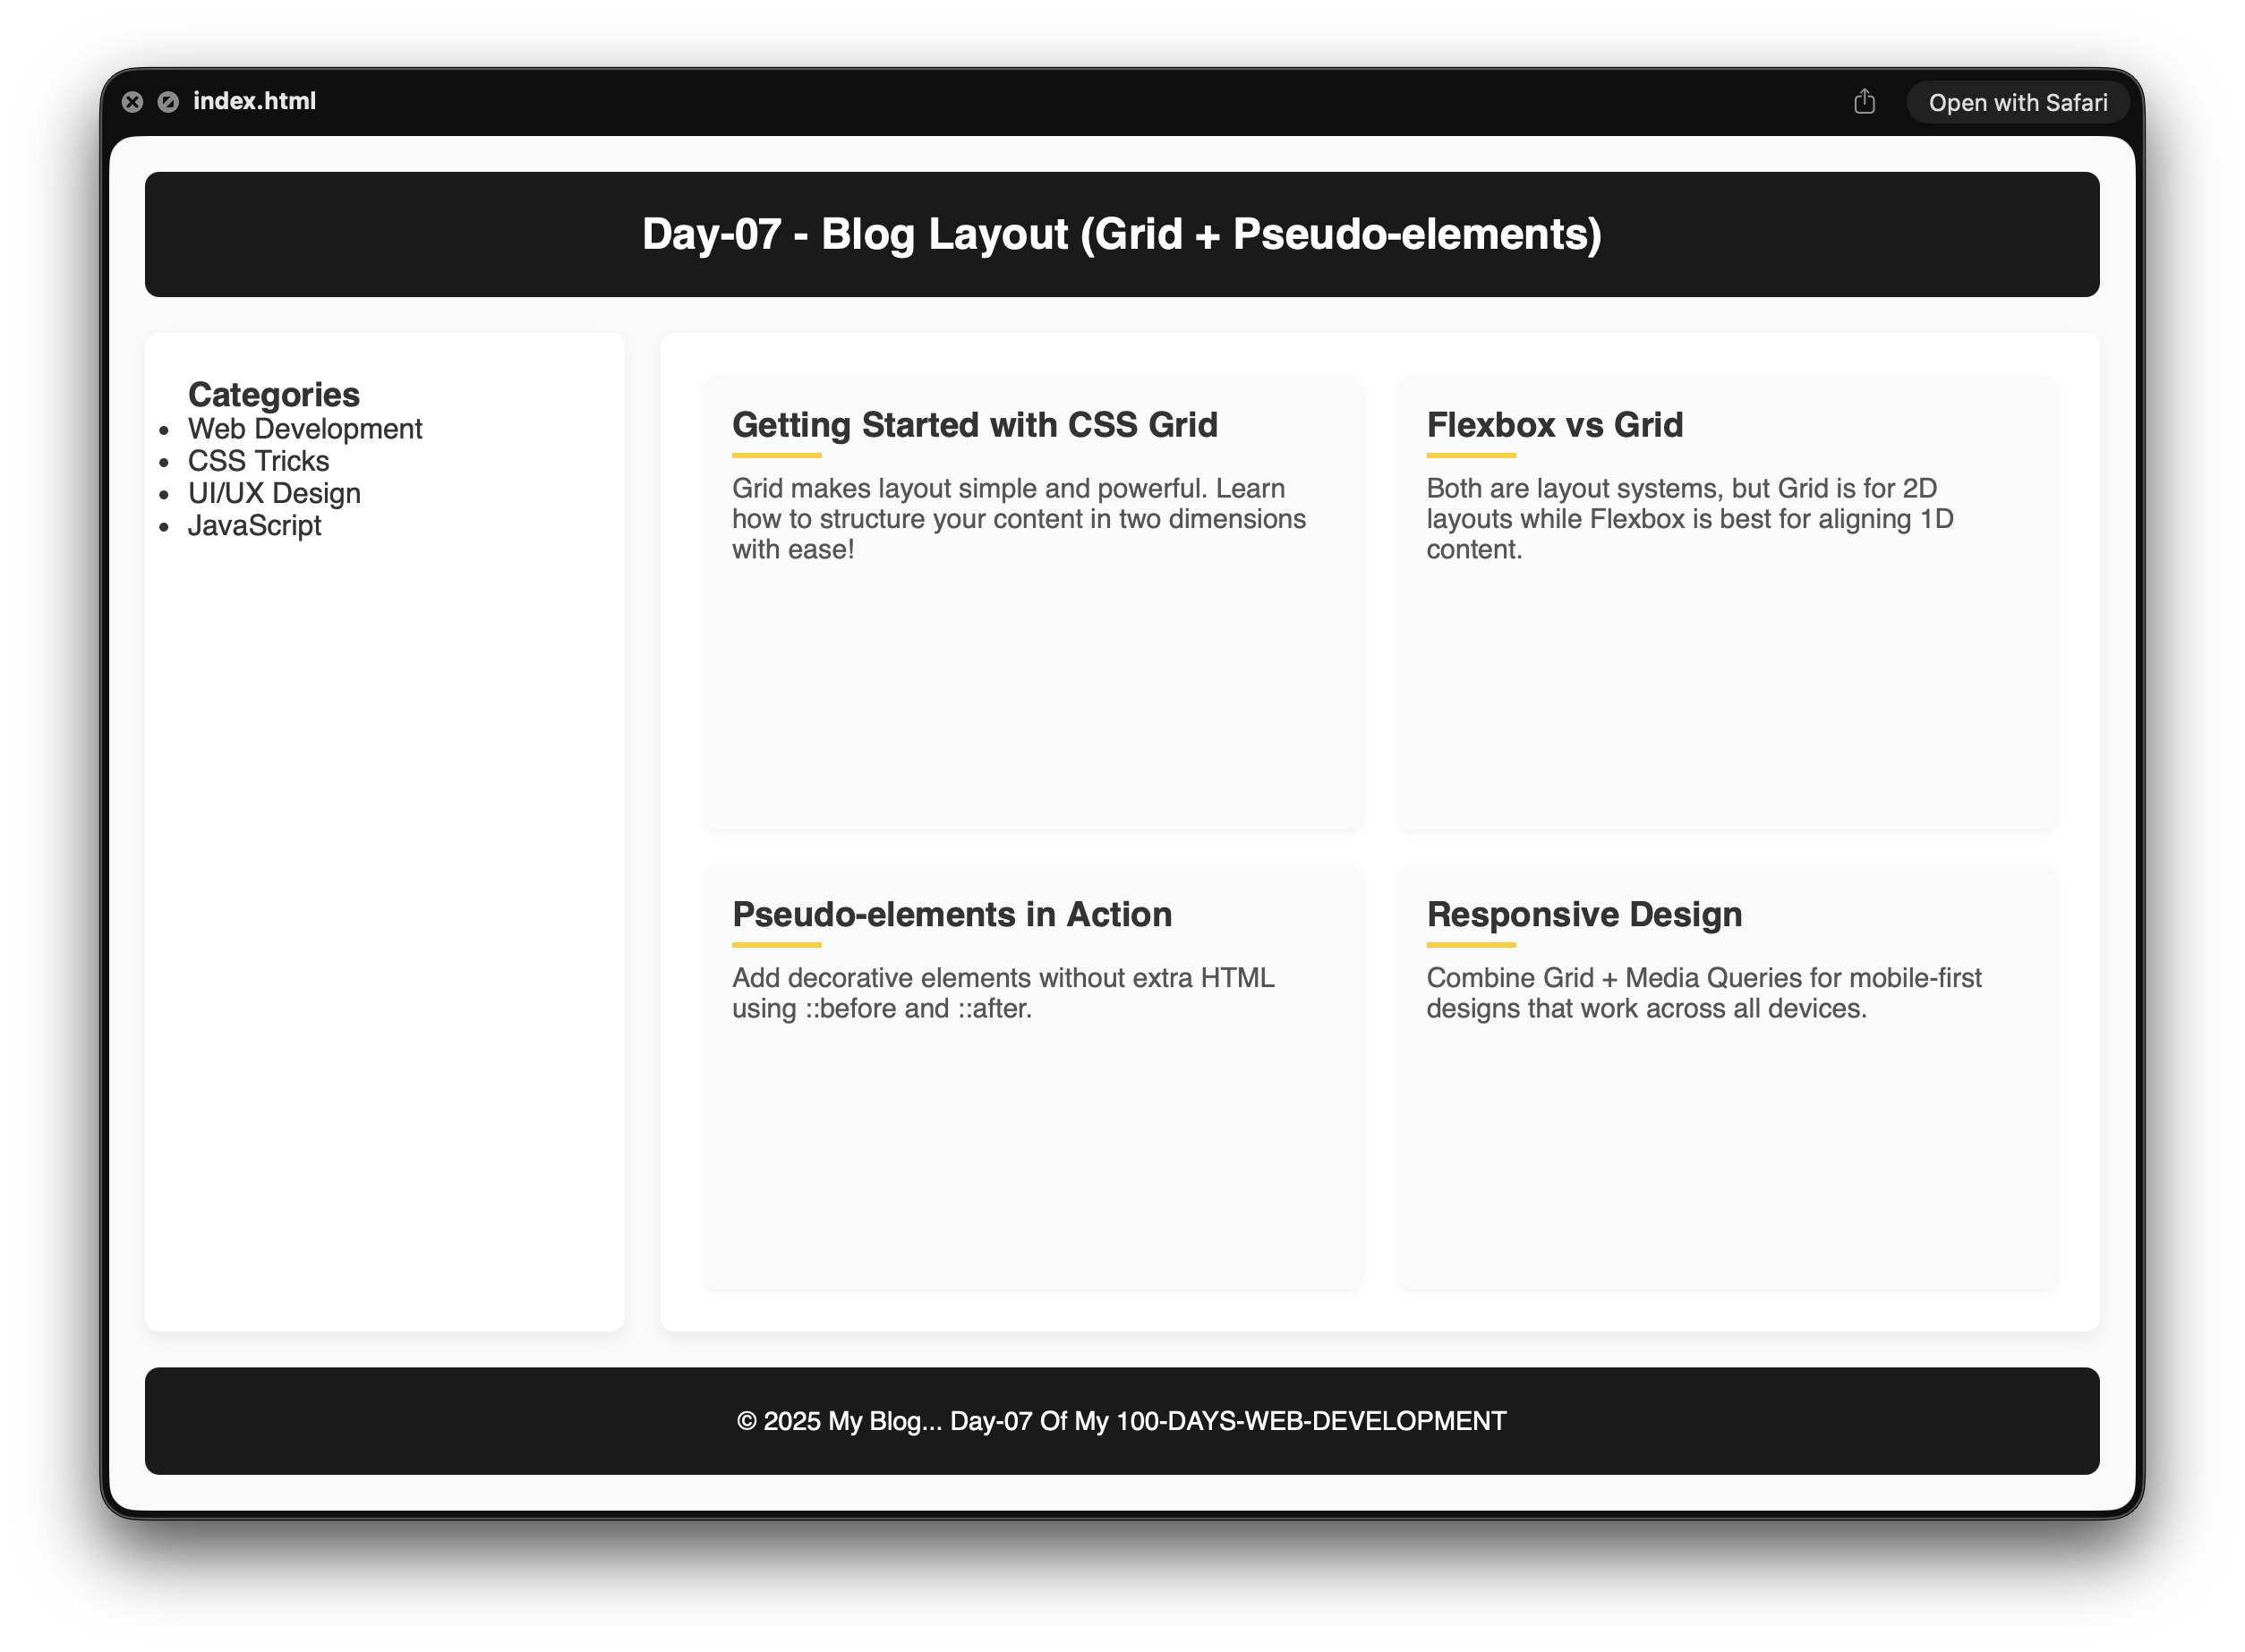 index.html
Open with Safari
Day-07 - Blog Layout (Grid + Pseudo-elements)
Categories
• Web Development
• CSS Tricks
• UI/UX Design
• JavaScript
Getting Started with CSS Grid
Grid makes layout simple and powerful. Learn
how to structure your content in two dimensions
with ease!
Flexbox vs Grid
Both are layout systems, but Grid is for 2D
layouts while Flexbox is best for aligning 1D
content.
Pseudo-elements in Action
Add decorative elements without extra HTML
using ::before and ::after.
Responsive Design
Combine Grid + Media Queries for mobile-first
designs that work across all devices.
© 2025 My Blog... Day-07 Of My 100-DAYS-WEB-DEVELOPMENT